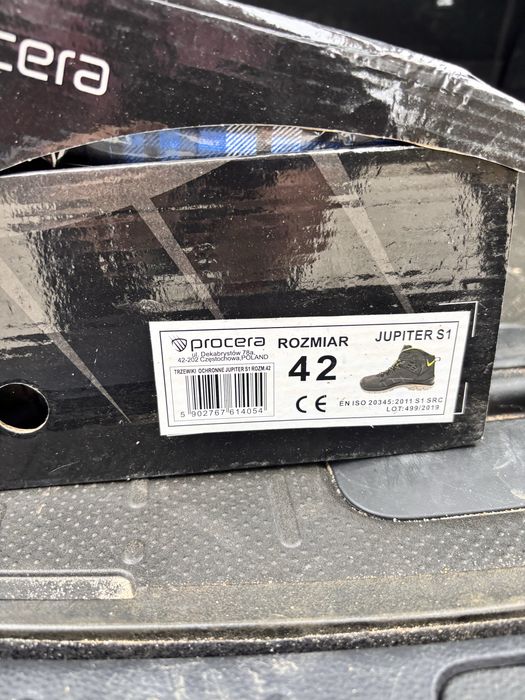 cera
procera
ul. Dekabrystów 78a,
42-202 Częstochowa,POLAND
ROZMIAR
JUPITER S1
TRZEWIKI OCHRONNE JUPITER S1 ROZM.42
42
5 902767 614054
CE
EN ISO 20345:2011 S1 SRC
LOT:499/2019